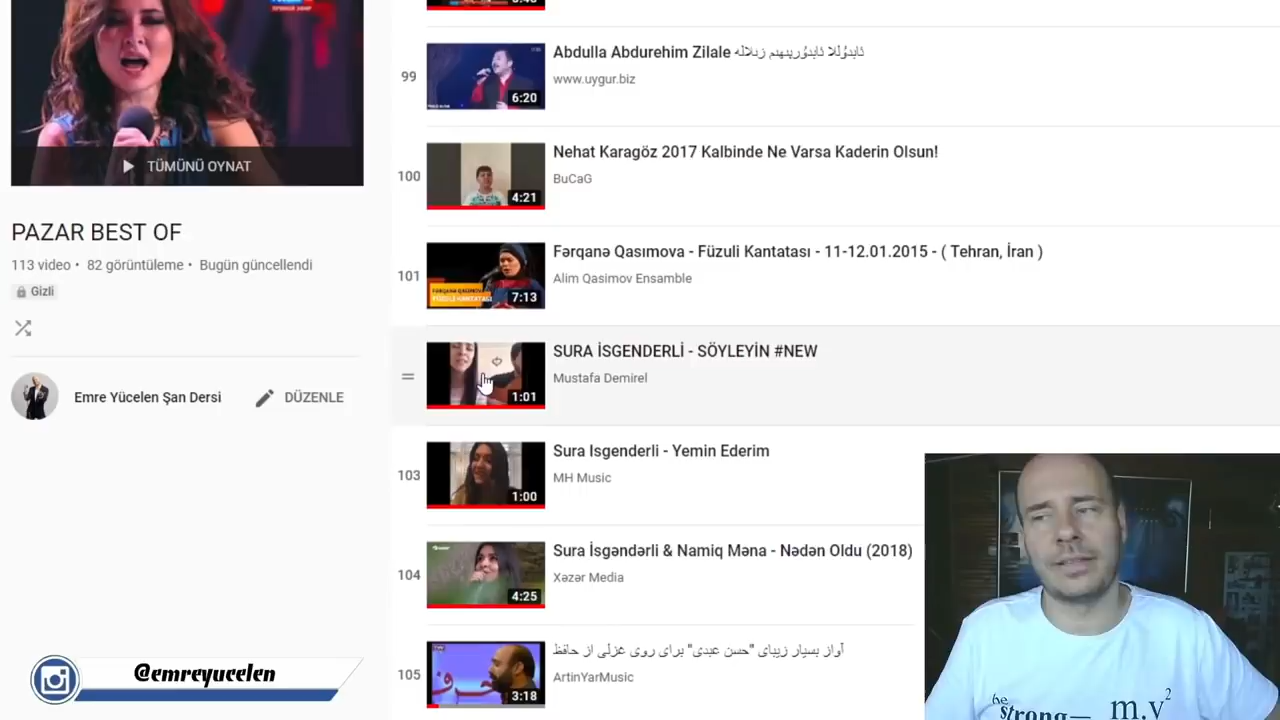 TÜMÜNÜ OYNAT
PAZAR BEST OF
113 video • 82 görüntüleme • Bugün güncellendi
Gizli
Emre Yücelen Şan Dersi
DÜZENLE
@emreyucelen
99
6:20
Abdulla Abdurehim Zilale ئابدۇللا ئابدۇرېھىم زىلالە
www.uygur.biz
100
4:21
Nehat Karagöz 2017 Kalbinde Ne Varsa Kaderin Olsun!
BuCaG
101
7:13
Fərqanə Qasımova - Füzuli Kantatası - 11-12.01.2015 - ( Tehran, İran )
Alim Qasimov Ensamble
1:01
SURA İSGENDERLİ - SÖYLEYİN #NEW
Mustafa Demirel
103
1:00
Sura Isgenderli - Yemin Ederim
MH Music
104
4:25
Sura İsgəndərli & Namiq Məna - Nədən Oldu (2018)
Xəzər Media
105
3:18
آواز بسیار زیبای "حسن عبدی" برای روی غزلی از حافظ
ArtinYarMusic
the
strong= m.v²